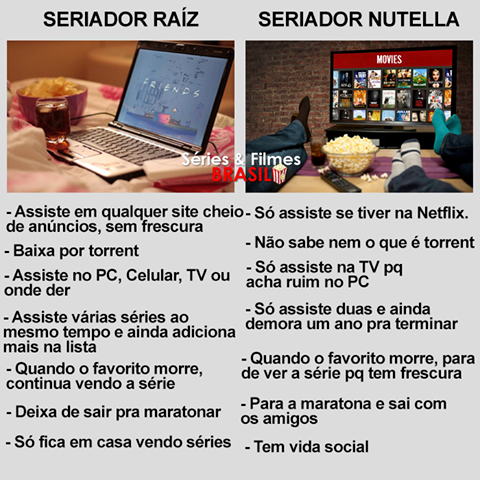 SERIADOR RAÍZ
SERIADOR NUTELLA
FRIENDS
MOVIES
Séries & Filmes
BRASIL
- Assiste em qualquer site cheio
de anúncios, sem frescura
- Baixa por torrent
- Assiste no PC, Celular, TV ou
onde der
- Assiste várias séries ao
mesmo tempo e ainda adiciona
mais na lista
- Quando o favorito morre,
continua vendo a série
- Deixa de sair pra maratonar
- Só fica em casa vendo séries
- Só assiste se tiver na Netflix.
- Não sabe nem o que é torrent
- Só assiste na TV pq
acha ruim no PC
- Só assiste duas e ainda
demora um ano pra terminar
- Quando o favorito morre, para
de ver a série pq tem frescura
- Para a maratona e sai com
os amigos
- Tem vida social